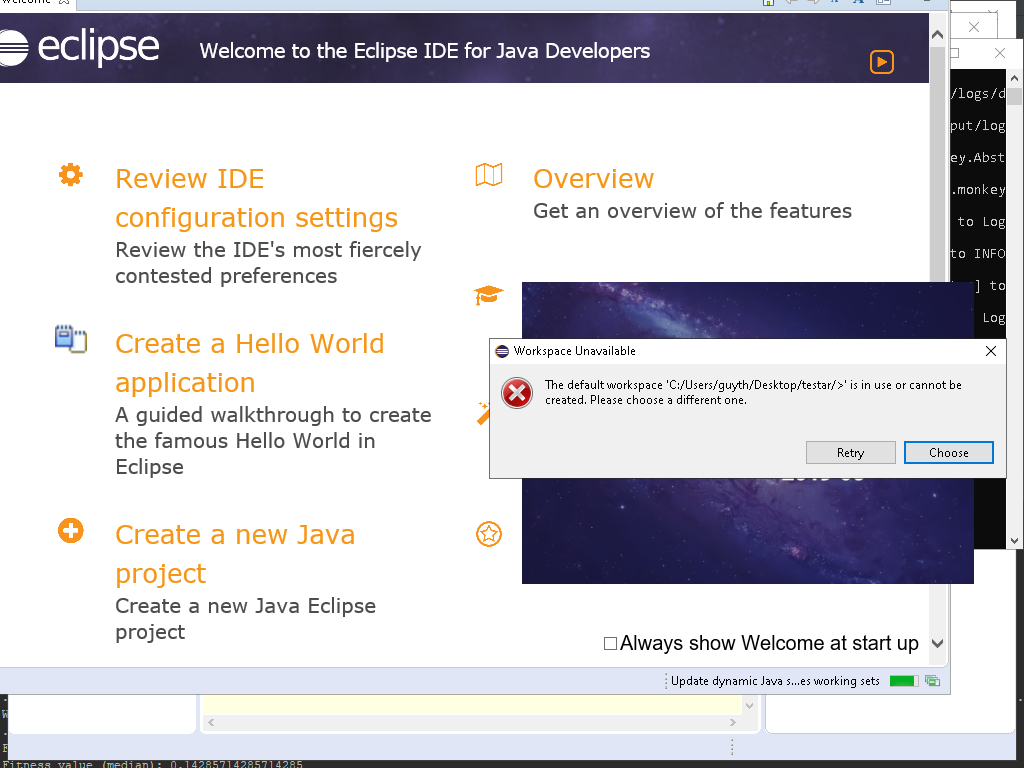 eclipse
Welcome to the Eclipse IDE for Java Developers
/logs/d
put/log
ey.Abst
.monkey
to Log
to INFO
] to
Log
Review IDE
configuration settings
Review the IDE's most fiercely
contested preferences
Overview
Get an overview of the features
Create a Hello World
application
A guided walkthrough to create
the famous Hello World in
Eclipse
Workspace Unavailable
The default workspace 'C:/Users/guyth/Desktop/testar/>' is in use or cannot be
created. Please choose a different one.
Retry
Choose
Create a new Java
project
Create a new Java Eclipse
project
Always show Welcome at start up
Update dynamic Java s...es working sets
Fitness value (median): 0.14285714285714285